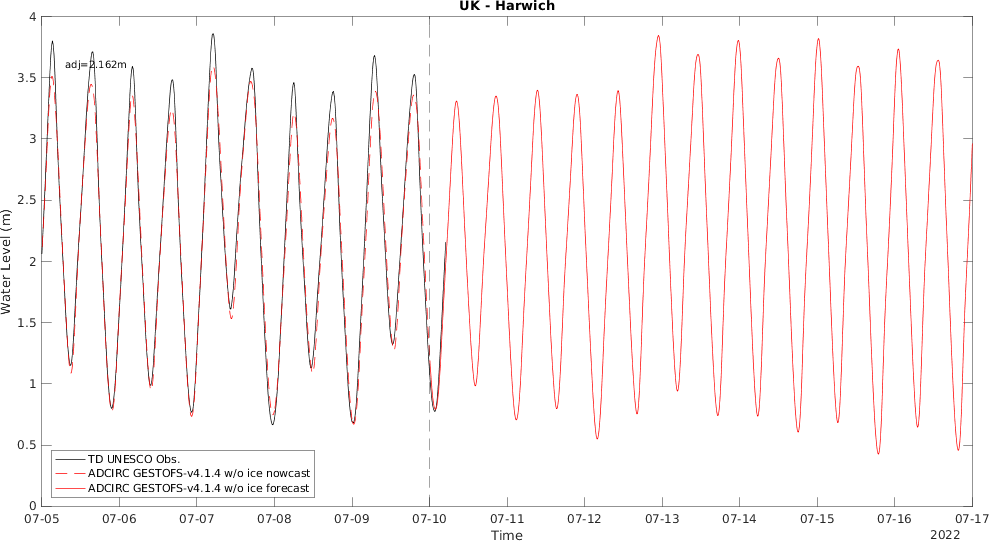 UK - Harwich
adj=2.162m
Water Level (m)
4
3.5
3
2.5
2
1.5
1
0.5
0
TD UNESCO Obs.
ADCIRC GESTOFS-v4.1.4 w/o ice nowcast
ADCIRC GESTOFS-v4.1.4 w/o ice forecast
07-05 07-06 07-07 07-08 07-09 07-10 07-11 07-12 07-13 07-14 07-15 07-16 07-17
Time
2022